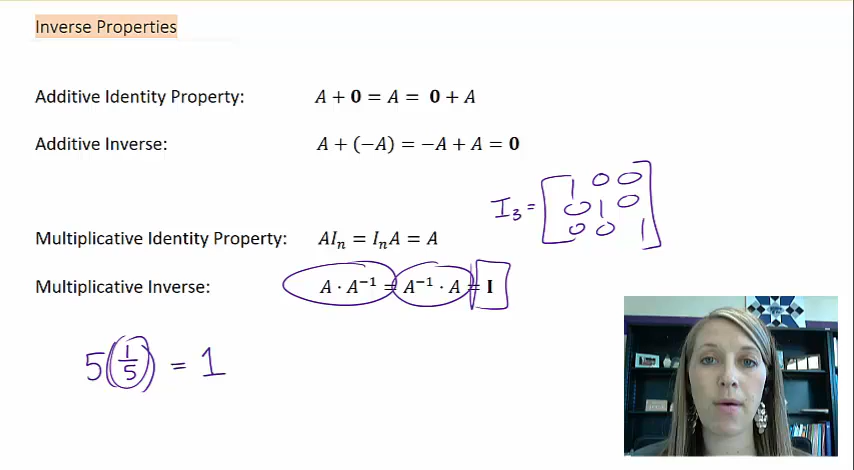 Inverse Properties
Additive Identity Property: A + 𝟎 = A = 𝟎 + A
Additive Inverse: A + (−A) = −A + A = 𝟎
I₃ = [1 0 0
0 1 0
0 0 1]
Multiplicative Identity Property: AIₙ = IₙA = A
Multiplicative Inverse: A · A⁻¹ = A⁻¹ · A = 𝐈
5(1/5) = 1